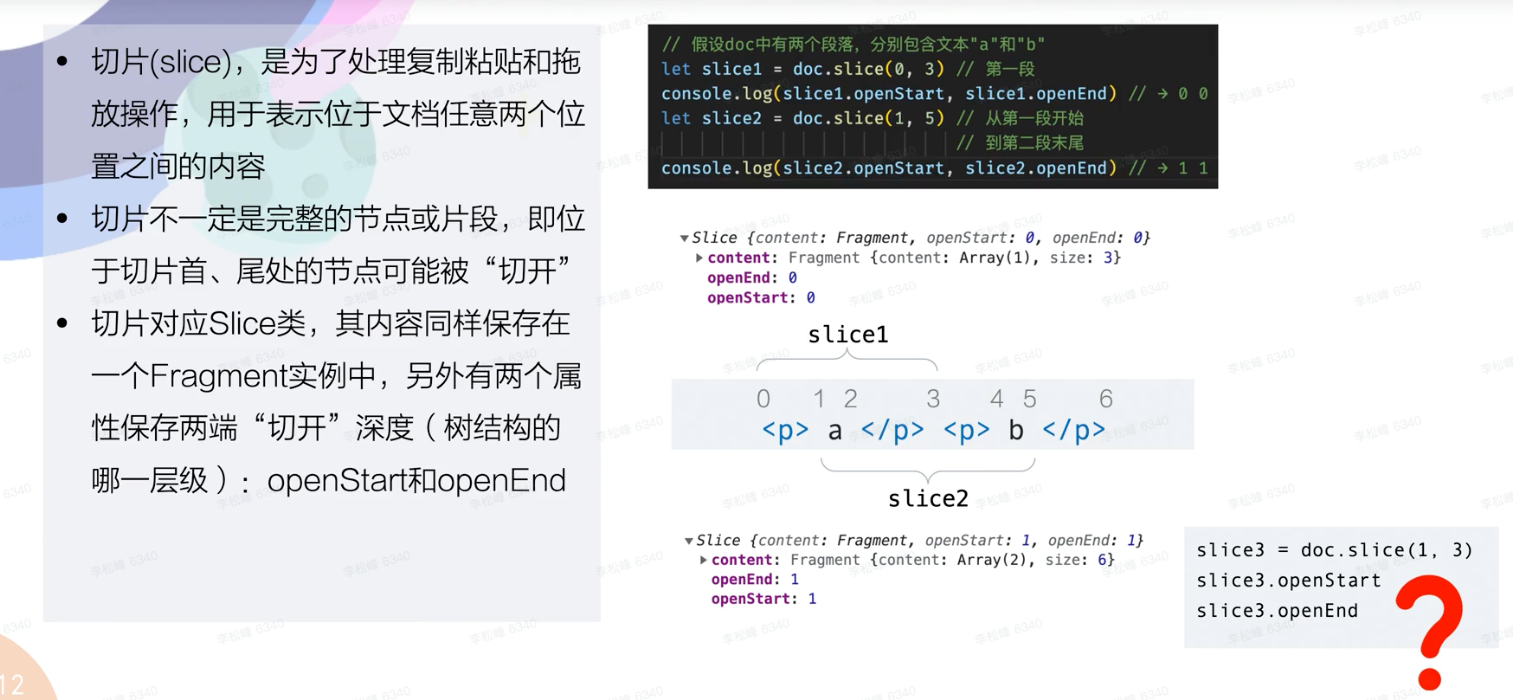 • 切片(slice)，是为了处理复制粘贴和拖
放操作，用于表示位于文档任意两个位
置之间的内容
• 切片不一定是完整的节点或片段，即位
于切片首、尾处的节点可能被“切开”
• 切片对应Slice类，其内容同样保存在
一个Fragment实例中，另外有两个属
性保存两端“切开”深度（树结构的
哪一层级）：openStart和openEnd
// 假设doc中有两个段落，分别包含文本"a"和"b"
let slice1 = doc.slice(0, 3) // 第一段
console.log(slice1.openStart, slice1.openEnd) // → 0 0
let slice2 = doc.slice(1, 5) // 从第一段开始
// 到第二段末尾
console.log(slice2.openStart, slice2.openEnd) // → 1 1
▼Slice {content: Fragment, openStart: 0, openEnd: 0}
▶content: Fragment {content: Array(1), size: 3}
openEnd: 0
openStart: 0
slice1
0 1 2 3 4 5 6
<p> a </p> <p> b </p>
slice2
▼Slice {content: Fragment, openStart: 1, openEnd: 1}
▶content: Fragment {content: Array(2), size: 6}
openEnd: 1
openStart: 1
slice3 = doc.slice(1, 3)
slice3.openStart
slice3.openEnd
?
12
李松峰 6340